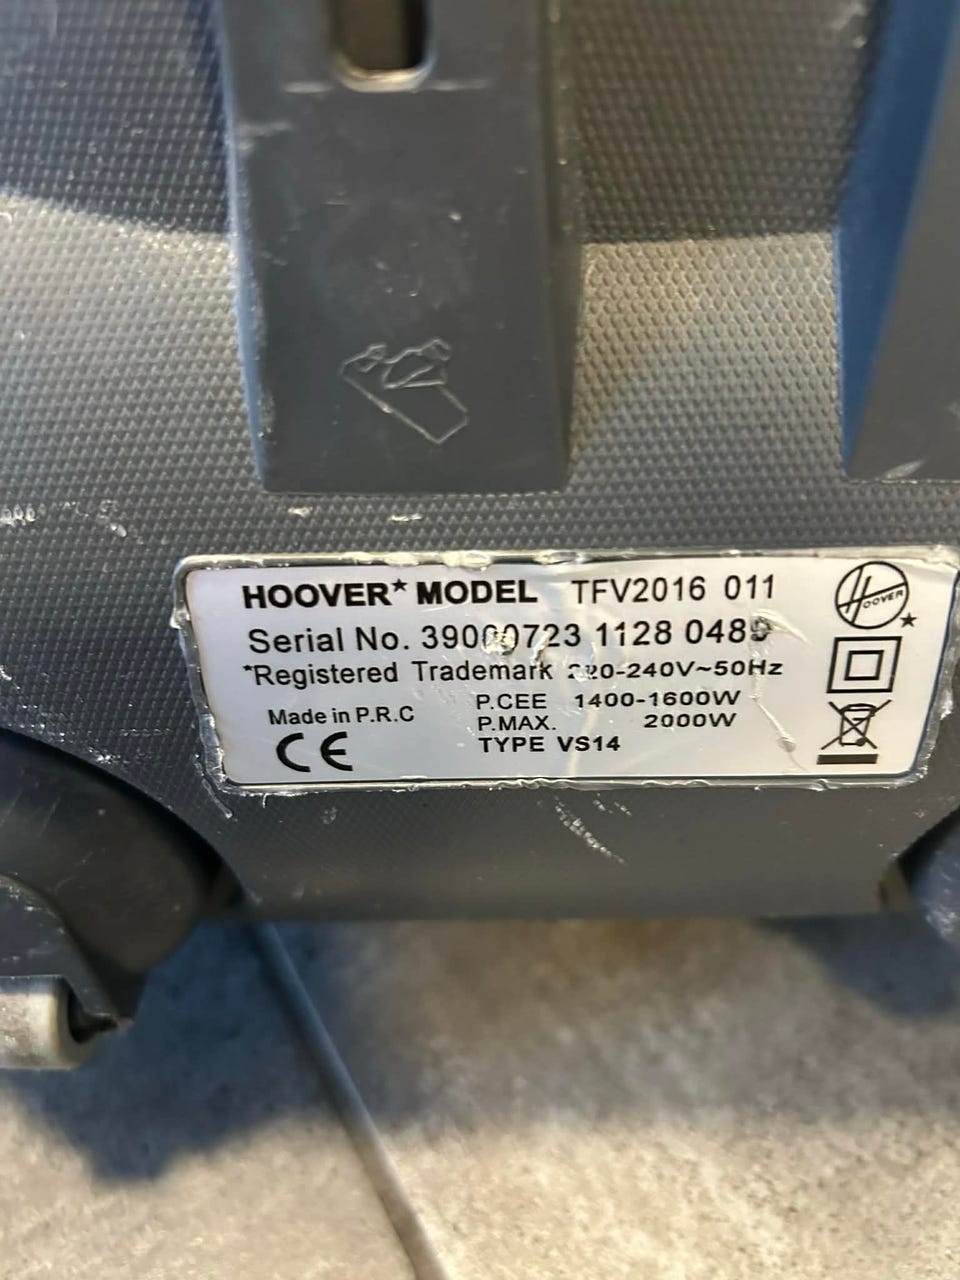 HOOVER* MODEL TFV2016 011
HOOVER*
Serial No. 39000723 1128 0489
*Registered Trademark 220-240V~50Hz
P.CEE 1400-1600W
Made in P.R.C
P.MAX. 2000W
CE
TYPE VS14